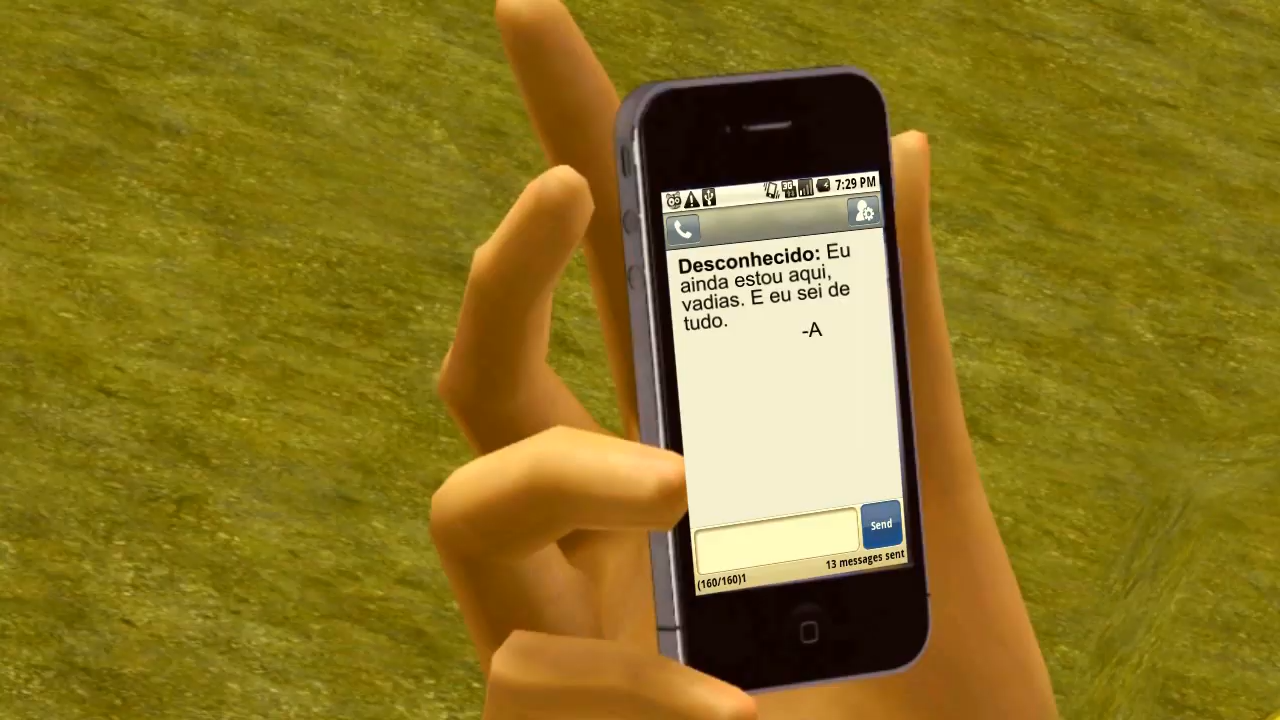 7:29 PM
Desconhecido: Eu
ainda estou aqui,
vadias. E eu sei de
tudo.
-A
Send
(160/160)1
13 messages sent